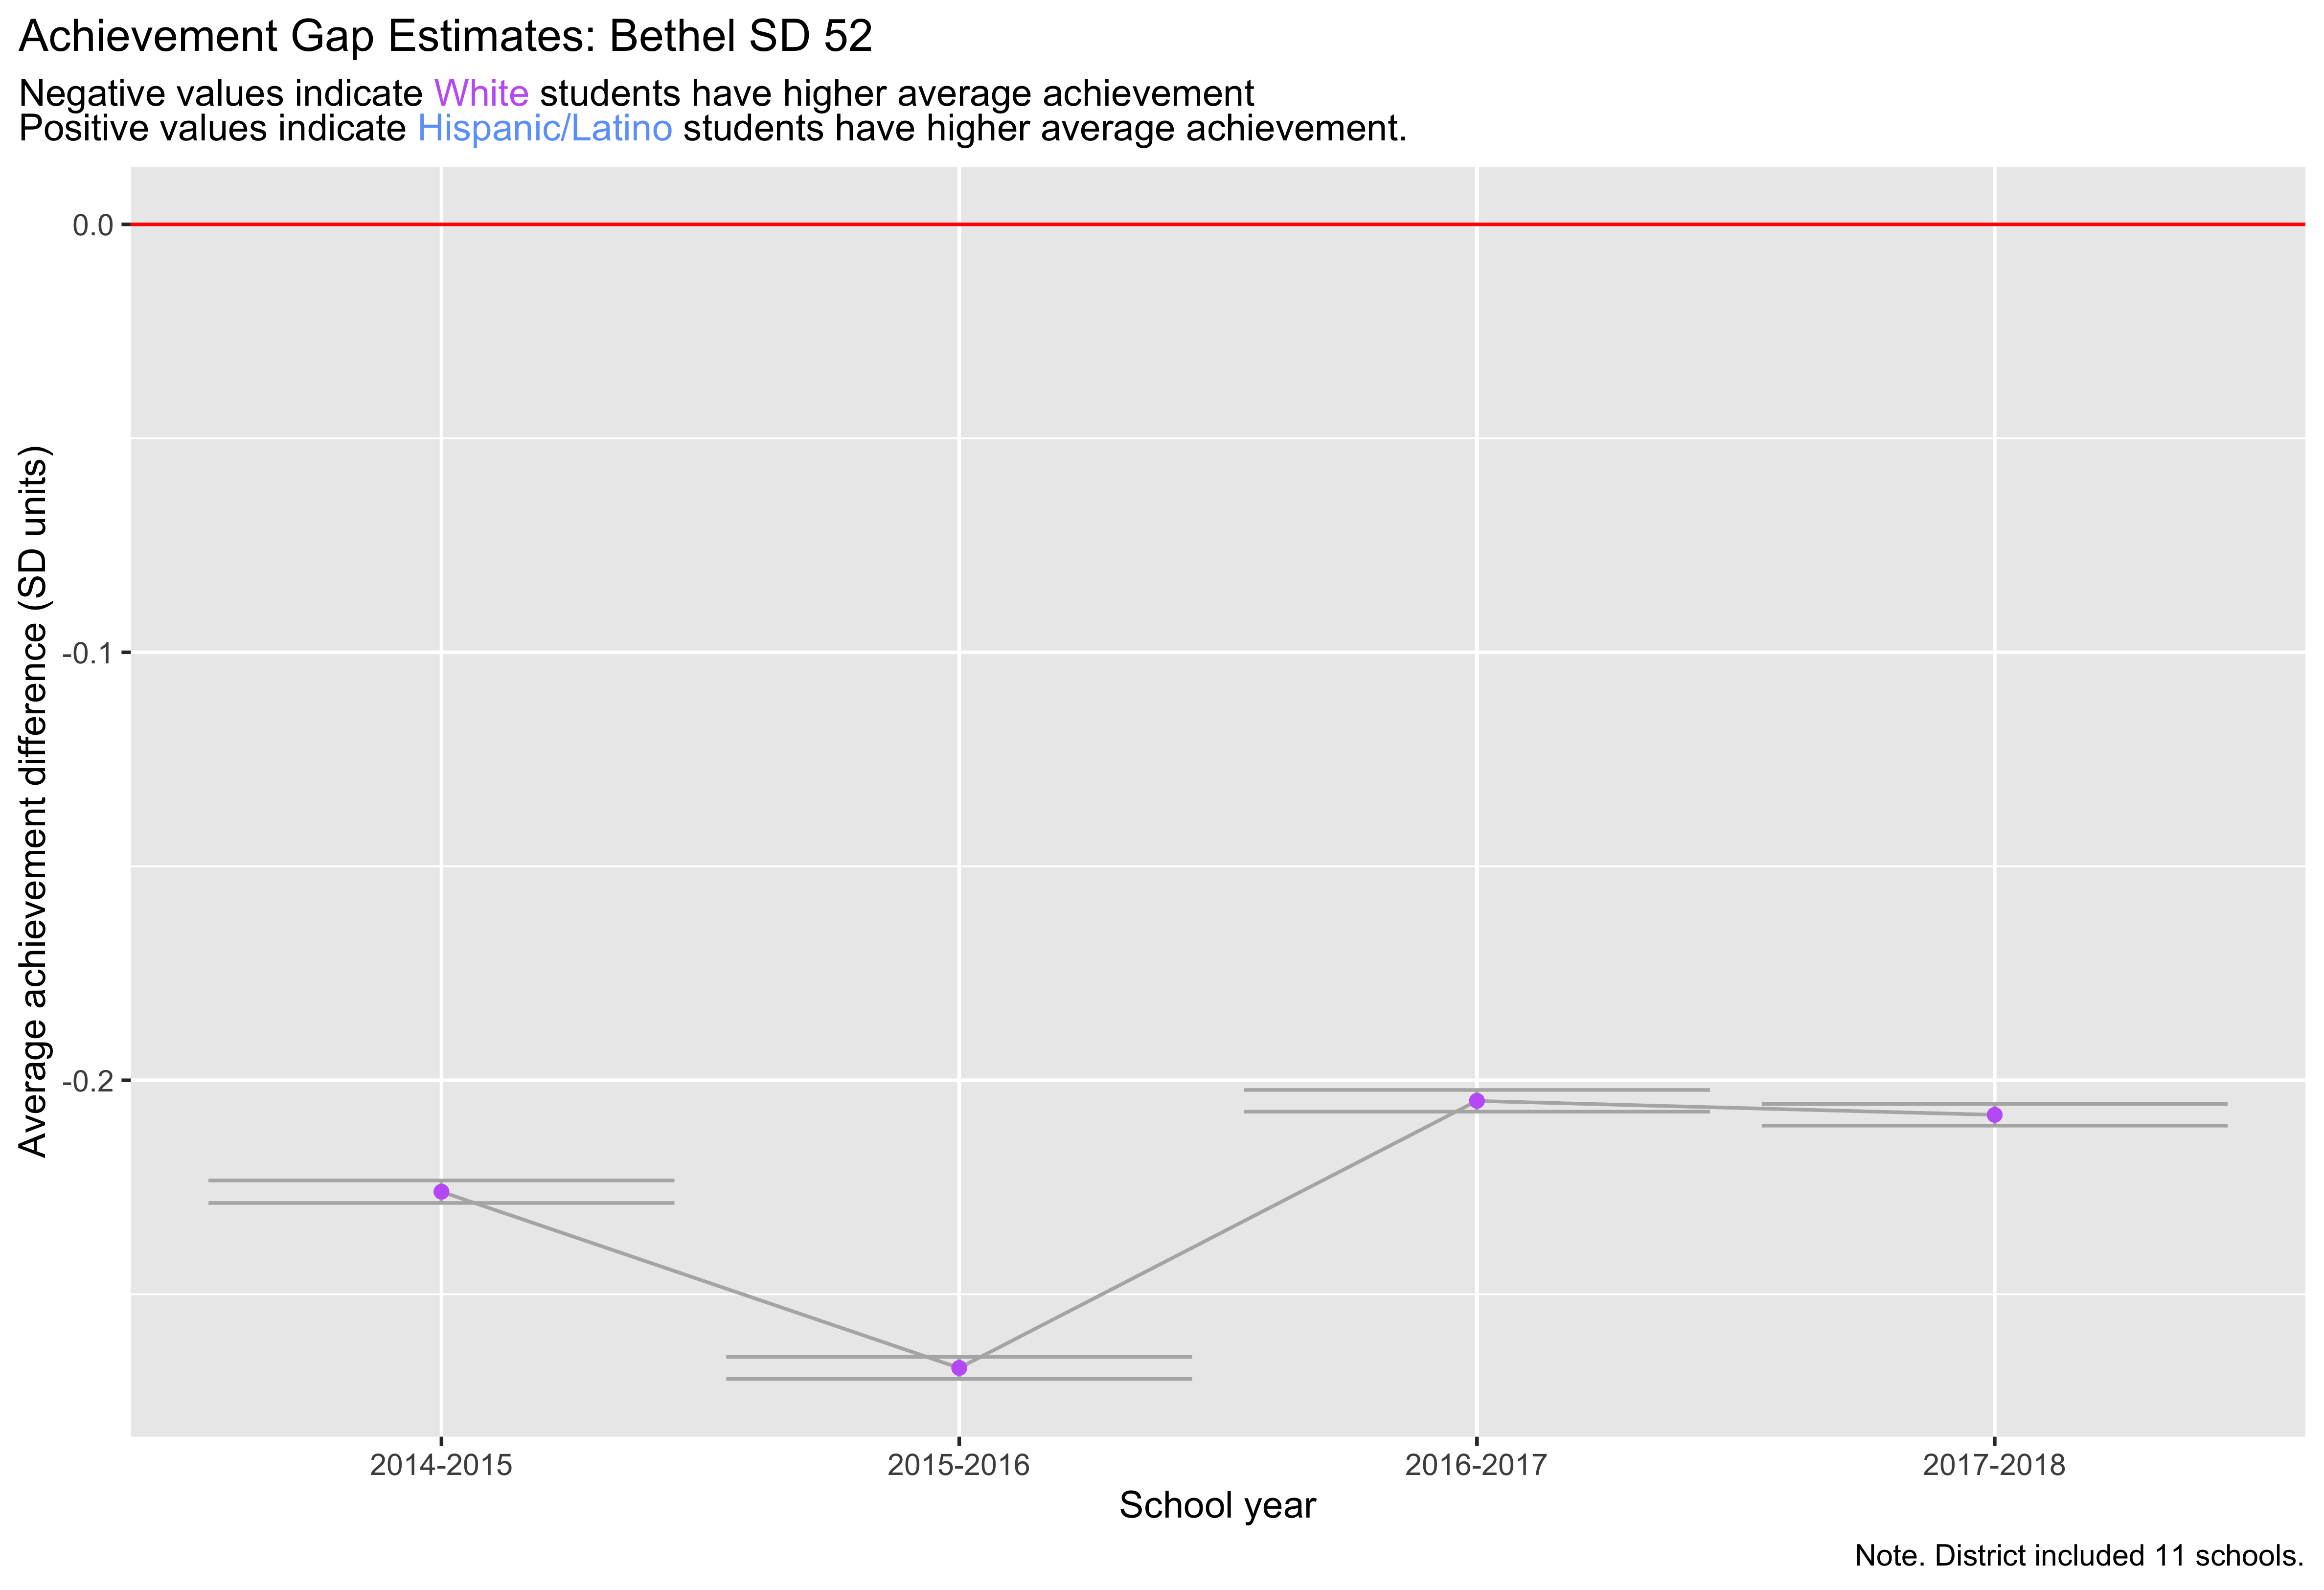 Achievement Gap Estimates: Bethel SD 52
Negative values indicate White students have higher average achievement
Positive values indicate Hispanic/Latino students have higher average achievement.
Average achievement difference (SD units)
0.0
-0.1
-0.2
2014-2015
2015-2016
2016-2017
2017-2018
School year
Note. District included 11 schools.